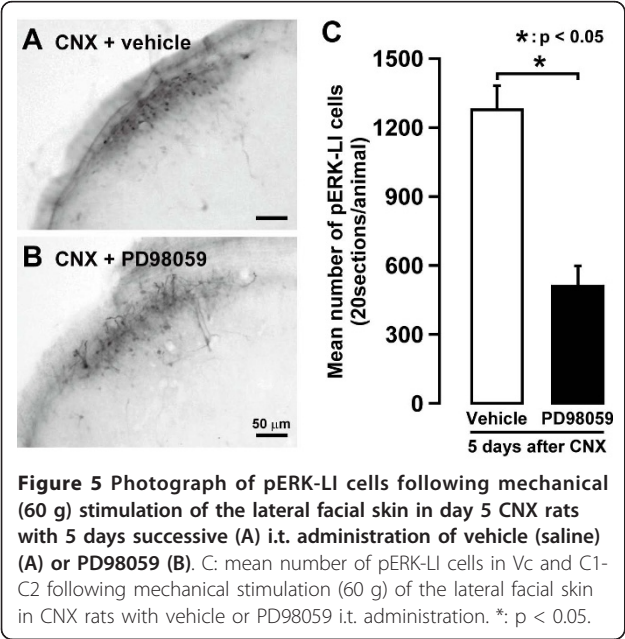 A CNX + vehicle
B CNX + PD98059
50 μm
C
*: p < 0.05
*
Mean number of pERK-LI cells
(20sections/animal)
1500
1200
900
600
300
0
Vehicle PD98059
5 days after CNX
Figure 5 Photograph of pERK-LI cells following mechanical
(60 g) stimulation of the lateral facial skin in day 5 CNX rats
with 5 days successive (A) i.t. administration of vehicle (saline)
(A) or PD98059 (B). C: mean number of pERK-LI cells in Vc and C1-
C2 following mechanical stimulation (60 g) of the lateral facial skin
in CNX rats with vehicle or PD98059 i.t. administration. *: p < 0.05.